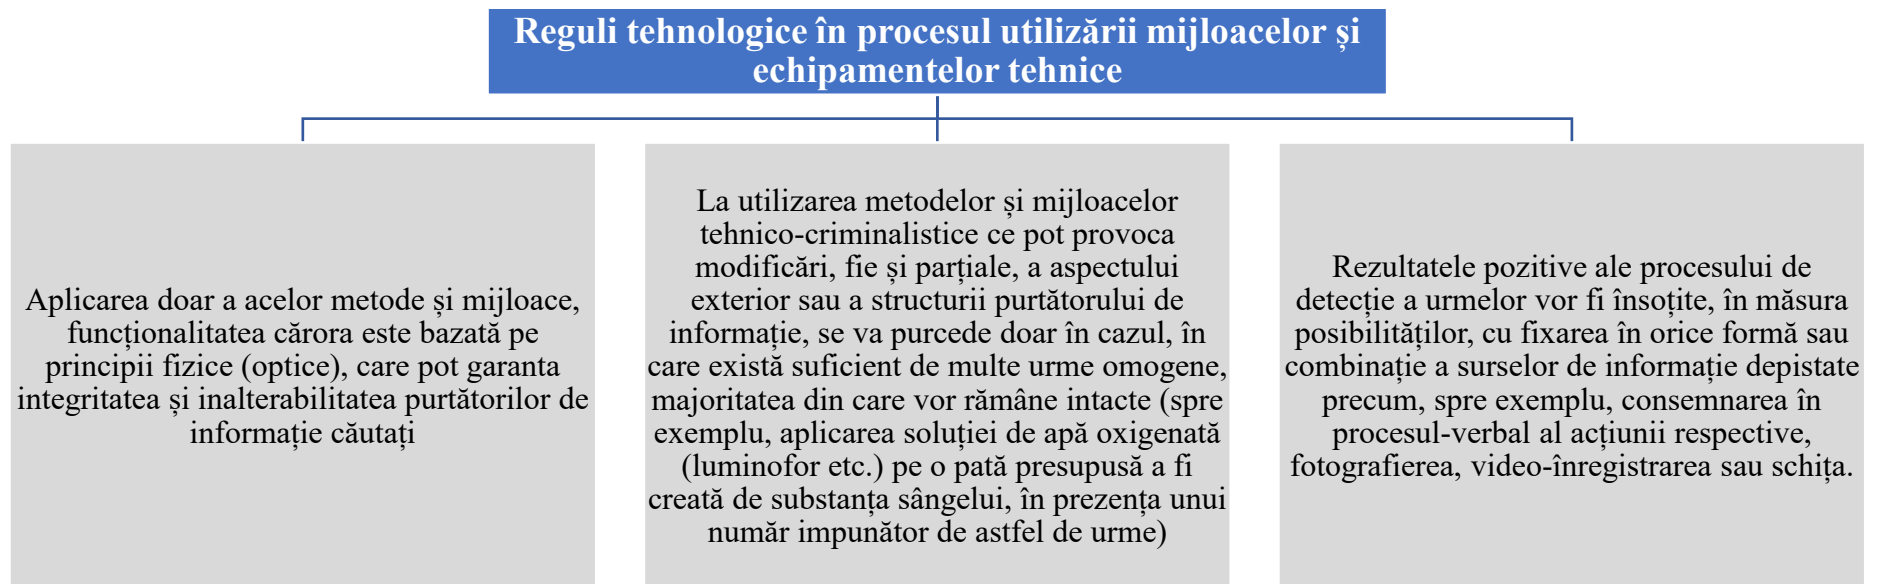 Reguli tehnologice în procesul utilizării mijloacelor și
echipamentelor tehnice
Aplicarea doar a acelor metode și mijloace,
funcționalitatea cărora este bazată pe
principii fizice (optice), care pot garanta
integritatea și inalterabilitatea purtătorilor de
informație căutați
La utilizarea metodelor și mijloacelor
tehnico-criminalistice ce pot provoca
modificări, fie și parțiale, a aspectului
exterior sau a structurii purtătorului de
informație, se va purcede doar în cazul, în
care există suficient de multe urme omogene,
majoritatea din care vor rămâne intacte (spre
exemplu, aplicarea soluției de apă oxigenată
(luminofor etc.) pe o pată presupusă a fi
creată de substanța sângelui, în prezența unui
număr impunător de astfel de urme)
Rezultatele pozitive ale procesului de
detecție a urmelor vor fi însoțite, în măsura
posibilităților, cu fixarea în orice formă sau
combinație a surselor de informație depistate
precum, spre exemplu, consemnarea în
procesul-verbal al acțiunii respective,
fotografierea, video-înregistrarea sau schița.